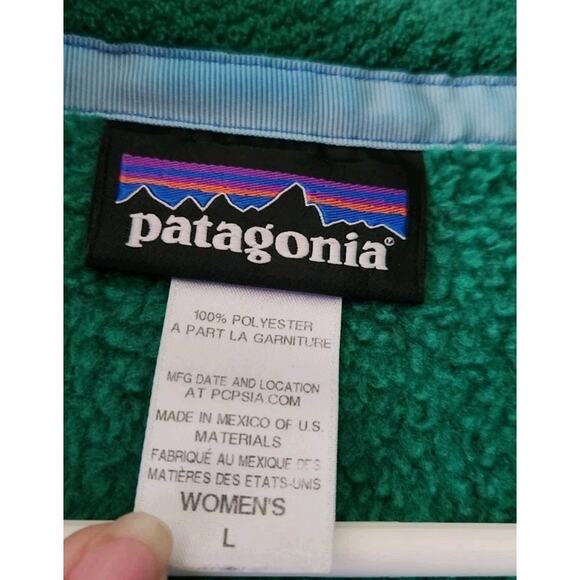 patagonia®
100% POLYESTER
A PART LA GARNITURE
MFG DATE AND LOCATION
AT PCPSIA.COM
MADE IN MEXICO OF U.S.
MATERIALS
FABRIQUÉ AU MEXIQUE DES
MATIÈRES DES ETATS-UNIS
WOMEN'S
L